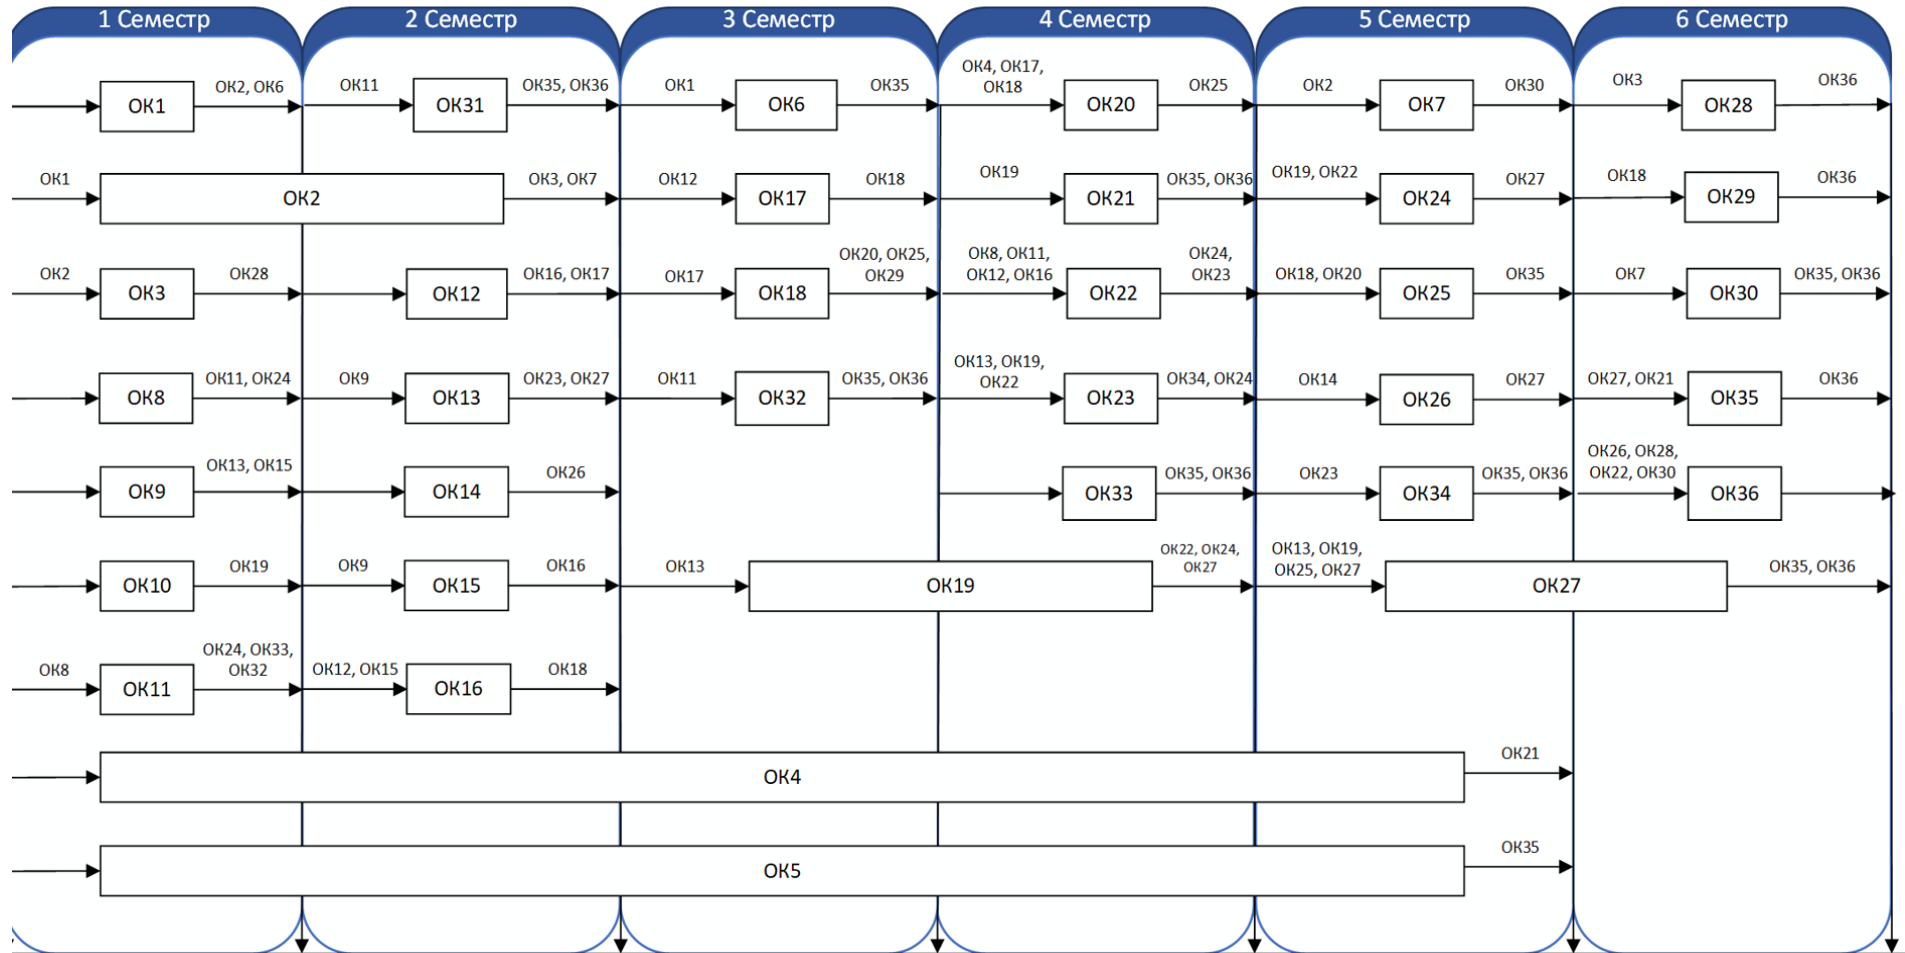 1 Семестр
2 Семестр
3 Семестр
4 Семестр
5 Семестр
6 Семестр
ОК1
ОК2, ОК6
ОК11
ОК31
ОК35, ОК36
ОК1
ОК6
ОК35
ОК4, ОК17,
ОК18
ОК20
ОК25
ОК2
ОК7
ОК30
ОК3
ОК28
ОК36
ОК1
ОК2
ОК3, ОК7
ОК12
ОК17
ОК18
ОК19
ОК21
ОК35, ОК36
ОК19, ОК22
ОК24
ОК27
ОК18
ОК29
ОК36
ОК2
ОК3
ОК28
ОК12
ОК16, ОК17
ОК17
ОК18
ОК20, ОК25,
ОК29
ОК8, ОК11,
ОК12, ОК16
ОК22
ОК24,
ОК23
ОК18, ОК20
ОК25
ОК35
ОК7
ОК30
ОК35, ОК36
ОК8
ОК11, ОК24
ОК9
ОК13
ОК23, ОК27
ОК11
ОК32
ОК35, ОК36
ОК13, ОК19,
ОК22
ОК23
ОК34, ОК24
ОК14
ОК26
ОК27
ОК27, ОК21
ОК35
ОК36
ОК9
ОК13, ОК15
ОК14
ОК26
ОК33
ОК35, ОК36
ОК23
ОК34
ОК35, ОК36
ОК26, ОК28,
ОК22, ОК30
ОК36
ОК10
ОК19
ОК9
ОК15
ОК16
ОК13
ОК19
ОК22, ОК24,
ОК27
ОК13, ОК19,
ОК25, ОК27
ОК27
ОК35, ОК36
ОК8
ОК11
ОК24, ОК33,
ОК32
ОК12, ОК15
ОК16
ОК18
ОК4
ОК21
ОК5
ОК35